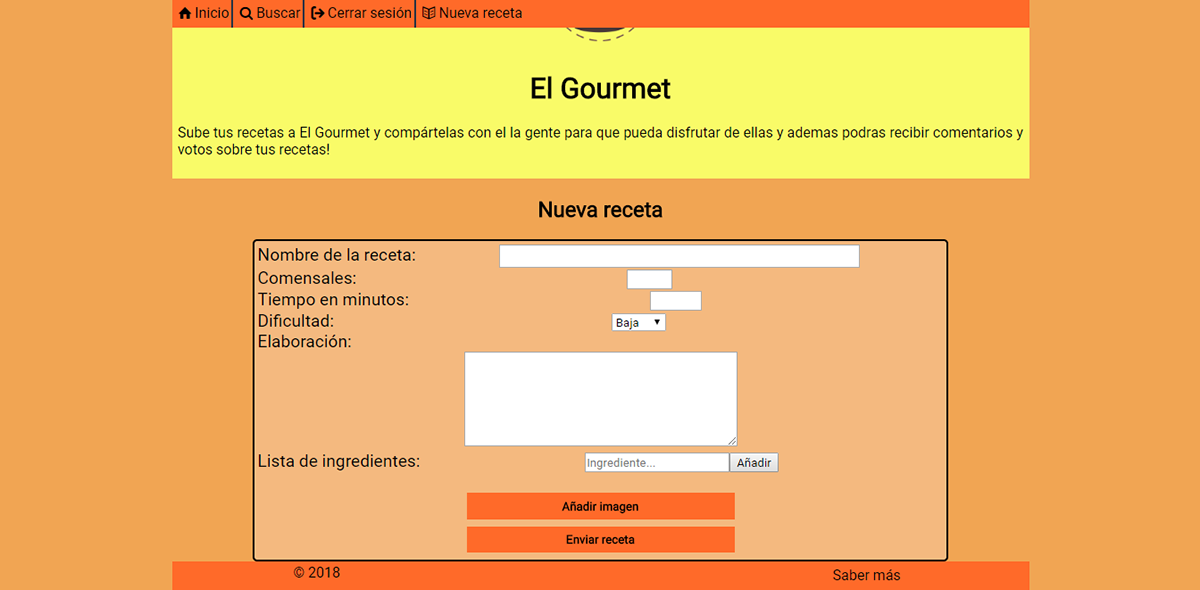 Inicio Buscar Cerrar sesión Nueva receta
El Gourmet
Sube tus recetas a El Gourmet y compártelas con el la gente para que pueda disfrutar de ellas y ademas podras recibir comentarios y
votos sobre tus recetas!
Nueva receta
Nombre de la receta:
Comensales:
Tiempo en minutos:
Dificultad: Baja
Elaboración:
Lista de ingredientes: Ingrediente... Añadir
Añadir imagen
Enviar receta
© 2018 Saber más